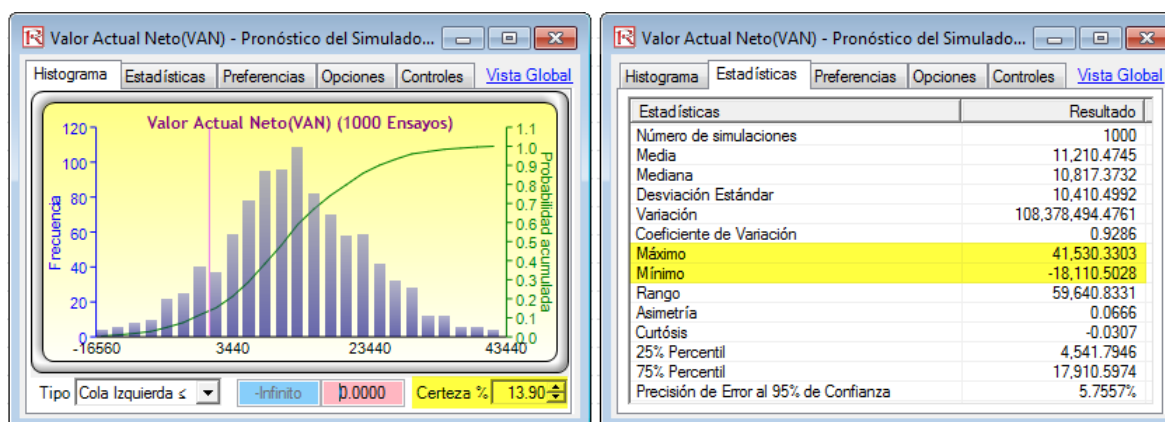 Valor Actual Neto(VAN) - Pronóstico del Simulado...
Histograma Estadísticas Preferencias Opciones Controles Vista Global
Valor Actual Neto(VAN) (1000 Ensayos)
Frecuencia
120
100
80
60
40
20
0
-16560 3440 23440 43440
1.1
1.0
0.9
0.8
0.7
0.6
0.5
0.4
0.3
0.2
0.1
0.0
Probabilidad acumulada
Tipo Cola Izquierda ≤ -Infinito 0.0000 Certeza % 13.90
Valor Actual Neto(VAN) - Pronóstico del Simulado...
Histograma Estadísticas Preferencias Opciones Controles Vista Global
Estadísticas Resultado
Número de simulaciones 1000
Media 11,210.4745
Mediana 10,817.3732
Desviación Estándar 10,410.4992
Variación 108,378,494.4761
Coeficiente de Variación 0.9286
Máximo 41,530.3303
Mínimo -18,110.5028
Rango 59,640.8331
Asimetría 0.0666
Curtósis -0.0307
25% Percentil 4,541.7946
75% Percentil 17,910.5974
Precisión de Error al 95% de Confianza 5.7557%